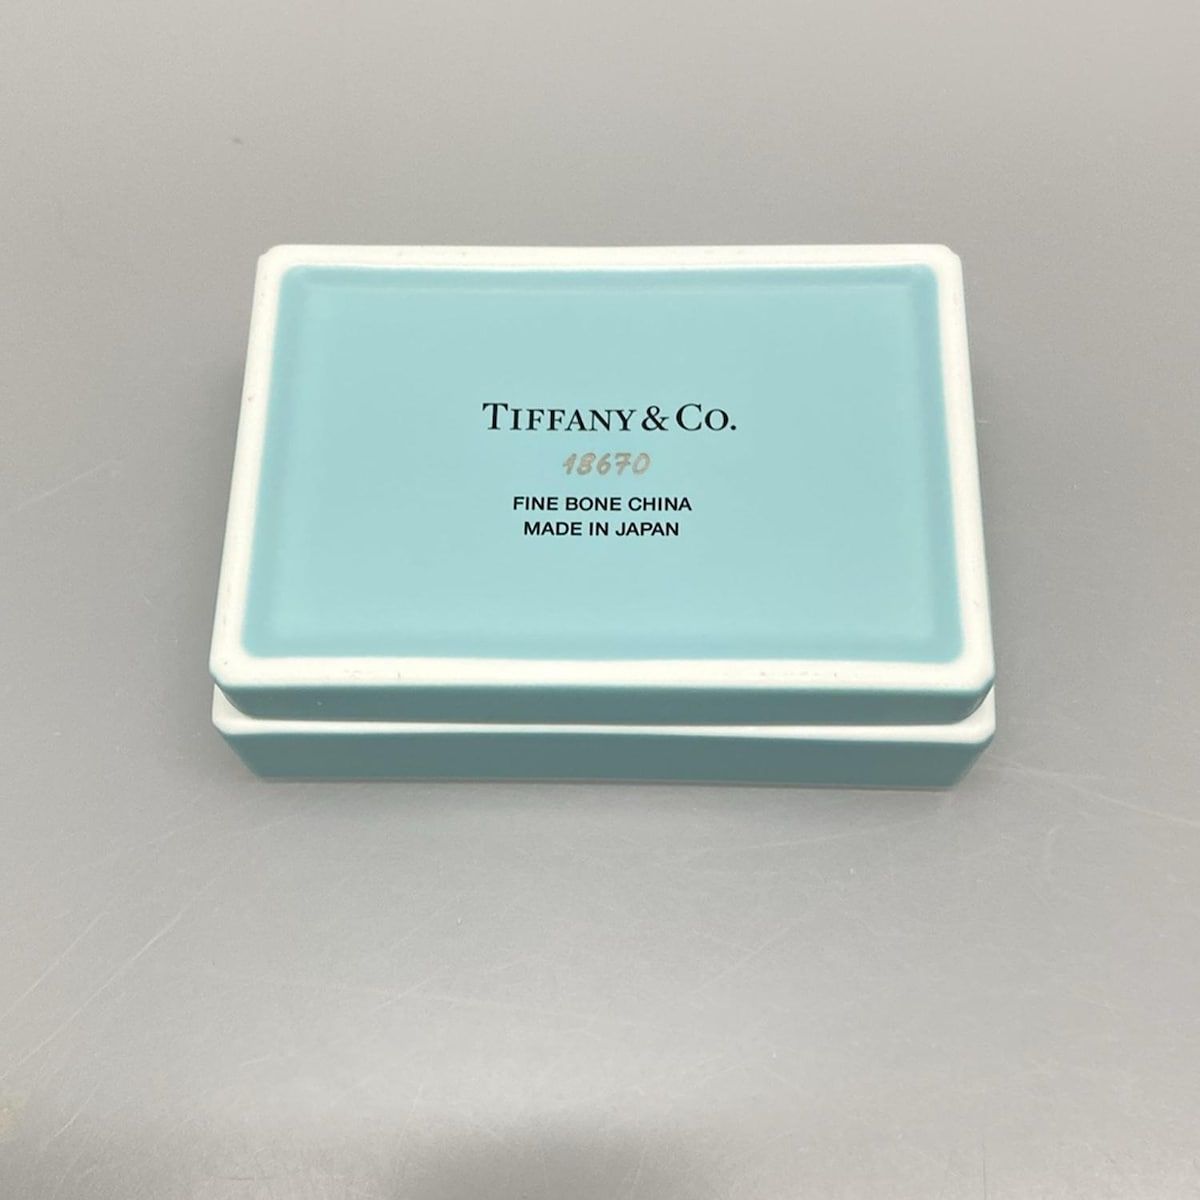 TIFFANY & CO.
18670
FINE BONE CHINA
MADE IN JAPAN